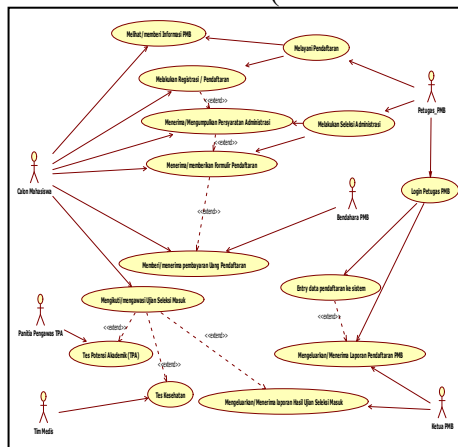 Melihat/memberi Informasi PMB
Melayani Pendaftaran
Melakukan Registrasi / Pendaftaran
Petugas_PMB
<<extend>>
Menerima/Mengumpulkan Persyaratan Administrasi
Melakukan Seleksi Administrasi
<<extend>>
Menerima/memberikan Formulir Pendaftaran
Calon Mahasiswa
Login Petugas PMB
<<extend>>
Bendahara PMB
Memberi/menerima pembayaran Uang Pendaftaran
Entry data pendaftaran ke sistem
Mengikuti/mengawasi Ujian Seleksi Masuk
<<extend>>
<<extend>>
Panitia Pengawas TPA
<<extend>>
<<extend>>
Tes Potensi Akademik (TPA)
Mengeluarkan/Menerima Laporan Pendaftaran PMB
Tes Kesehatan
Mengeluarkan/Menerima laporan Hasil Ujian Seleksi Masuk
Tim Medis
Ketua PMB